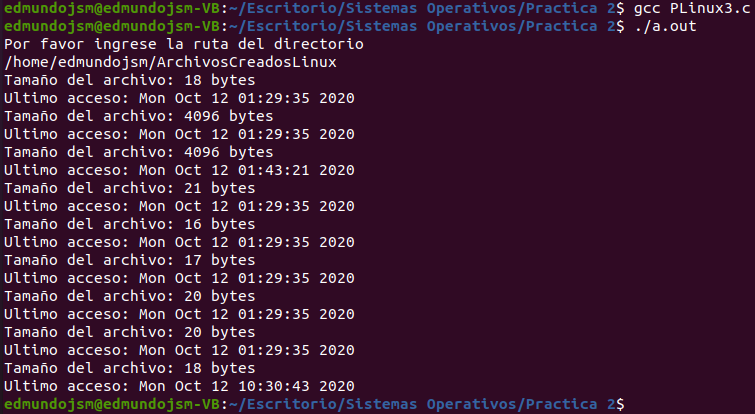 edmundojsm@edmundojsm-VB:~/Escritorio/Sistemas Operativos/Practica 2$ gcc PLinux3.c
edmundojsm@edmundojsm-VB:~/Escritorio/Sistemas Operativos/Practica 2$ ./a.out
Por favor ingrese la ruta del directorio
/home/edmundojsm/ArchivosCreadosLinux
Tamaño del archivo: 18 bytes
Ultimo acceso: Mon Oct 12 01:29:35 2020
Tamaño del archivo: 4096 bytes
Ultimo acceso: Mon Oct 12 01:29:35 2020
Tamaño del archivo: 4096 bytes
Ultimo acceso: Mon Oct 12 01:43:21 2020
Tamaño del archivo: 21 bytes
Ultimo acceso: Mon Oct 12 01:29:35 2020
Tamaño del archivo: 16 bytes
Ultimo acceso: Mon Oct 12 01:29:35 2020
Tamaño del archivo: 17 bytes
Ultimo acceso: Mon Oct 12 01:29:35 2020
Tamaño del archivo: 20 bytes
Ultimo acceso: Mon Oct 12 01:29:35 2020
Tamaño del archivo: 20 bytes
Ultimo acceso: Mon Oct 12 01:29:35 2020
Tamaño del archivo: 18 bytes
Ultimo acceso: Mon Oct 12 10:30:43 2020
edmundojsm@edmundojsm-VB:~/Escritorio/Sistemas Operativos/Practica 2$